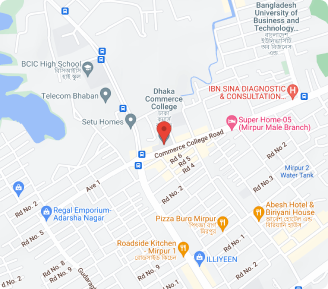 Bangladesh
University of
Business and
Technology...
BCIC High School
Dhaka
Commerce
College
ঢাকা
IBN SINA DIAGNOSTIC
& CONSULTATION...
Telecom Bhaban
Setu Homes
Super Home-05
(Mirpur Male Branch)
Commerce College Road
Rd 6
Rd 5
Rd 4
Rd No. 2
Mirpur 2
Water Tank
Ave 1
Rd No. 2
Rd No. 2
Regal Emporium-
Adarsha Nagar
Abesh Hotel &
Biriyani House
Pizza Burg Mirpur
Rd No. 5
Roadside Kitchen
- Mirpur 1
ILLIYEEN
Rd No. 2
Rd No. 8
Rd No. 9
Rd No. 1